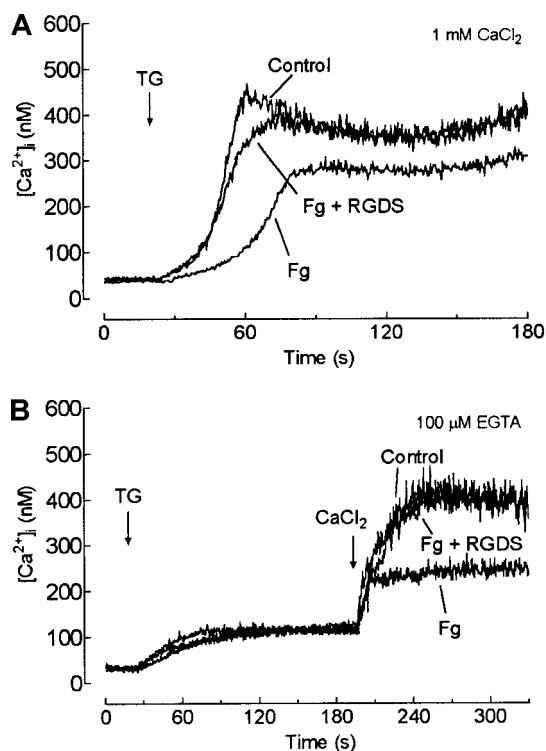 A
1 mM CaCl2
600
500
400
300
200
100
0
[Ca2+]i (nM)
TG
Control
Fg + RGDS
Fg
0
60
120
180
Time (s)
B
100 µM EGTA
600
500
400
300
200
100
0
[Ca2+]i (nM)
TG
CaCl2
Control
Fg + RGDS
Fg
0
60
120
180
240
300
Time (s)